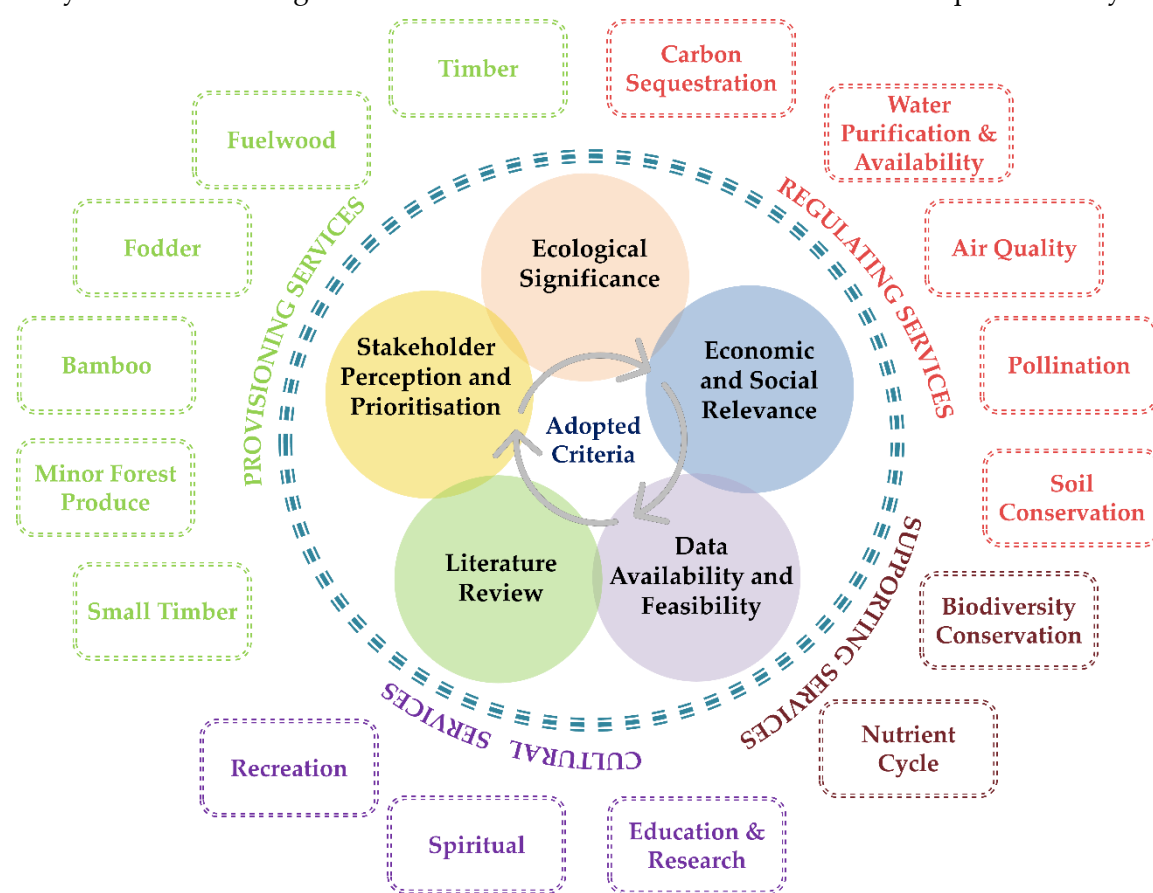 Timber
Carbon
Sequestration
Water
Purification &
Availability
Fuelwood
Fodder
Air Quality
Bamboo
Pollination
Minor Forest
Produce
Soil
Conservation
Small Timber
Biodiversity
Conservation
Nutrient
Cycle
Recreation
Spiritual
Education &
Research
PROVISIONING SERVICES
REGULATING SERVICES
SUPPORTING SERVICES
CULTURAL SERVICES
Ecological
Significance
Stakeholder
Perception and
Prioritisation
Economic
and Social
Relevance
Adopted
Criteria
Literature
Review
Data
Availability and
Feasibility